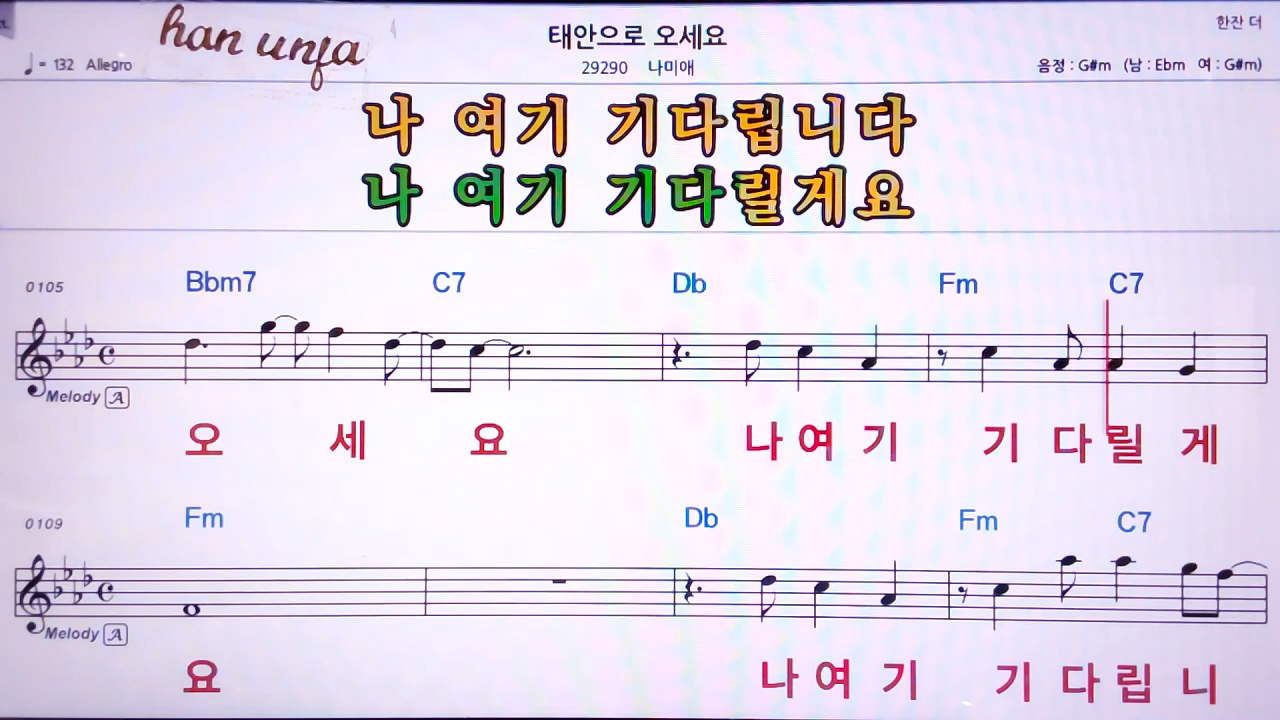 han unfa
태안으로 오세요
한잔 더
♩= 132 Allegro
29290 나미애
음정 : G#m (남 : Ebm 여 : G#m)
나 여기 기다립니다
나 여기 기다릴게요
0105 Bbm7 C7 Db Fm C7
Melody A
오 세 요 나 여 기 기 다 릴 게
0109 Fm Db Fm C7
Melody A
요 나 여 기 기 다 립 니